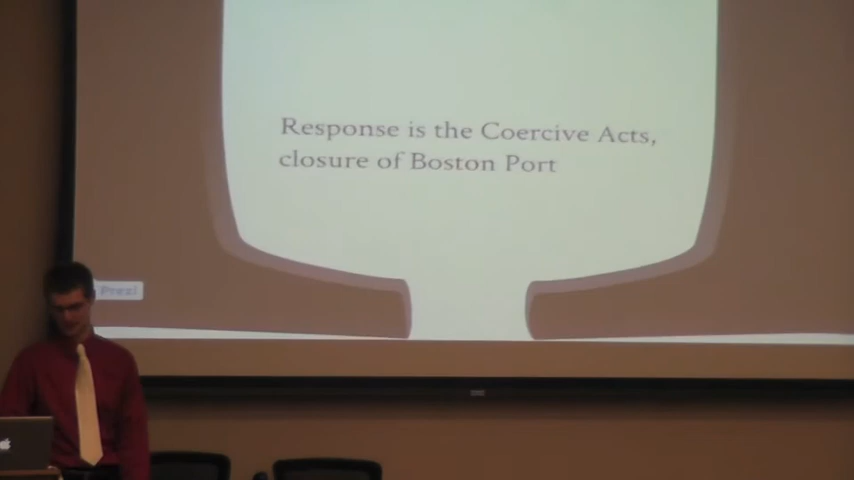 Response is the Coercive Acts,
closure of Boston Port
Prezi